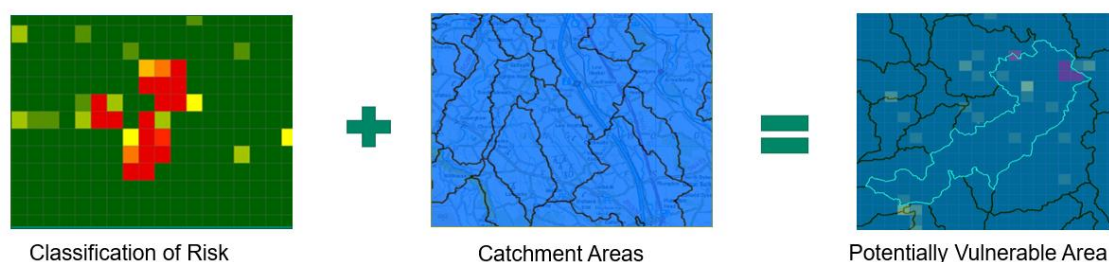 Classification of Risk
Catchment Areas
Potentially Vulnerable Area